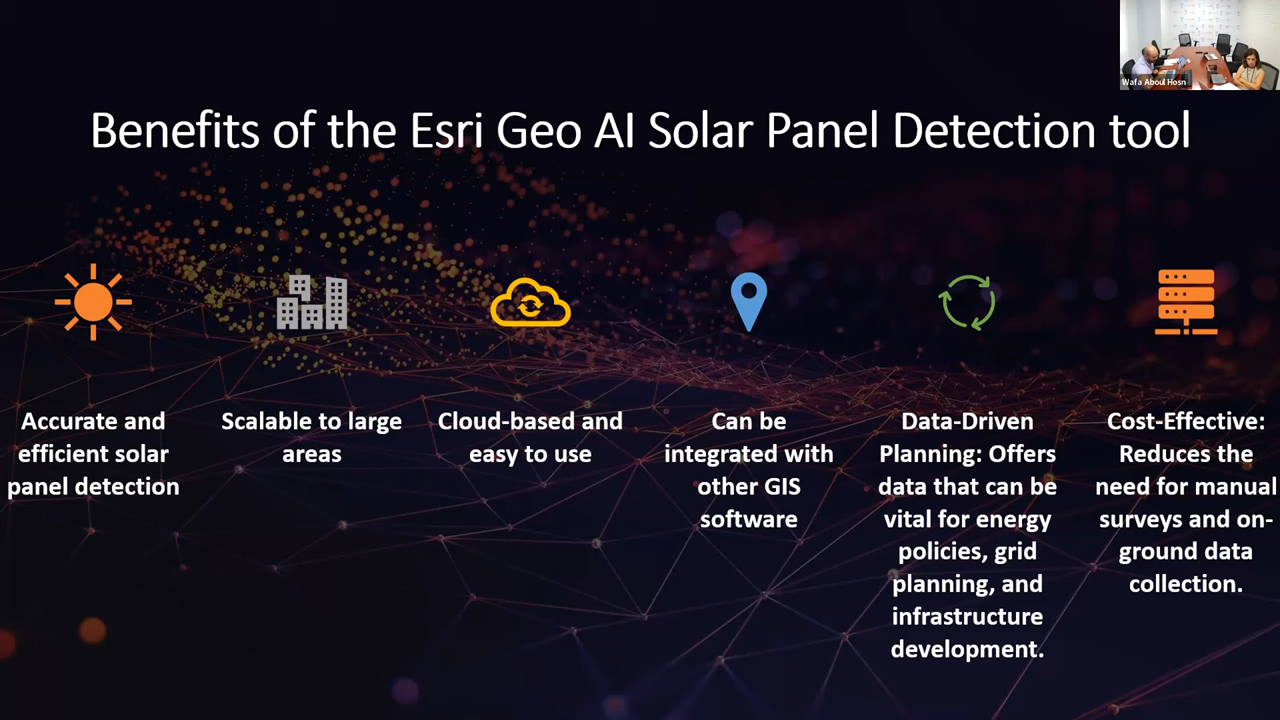 Wafa Aboul Hosn
Benefits of the Esri Geo AI Solar Panel Detection tool
Accurate and
efficient solar
panel detection
Scalable to large
areas
Cloud-based and
easy to use
Can be
integrated with
other GIS
software
Data-Driven
Planning: Offers
data that can be
vital for energy
policies, grid
planning, and
infrastructure
development.
Cost-Effective:
Reduces the
need for manual
surveys and on-
ground data
collection.